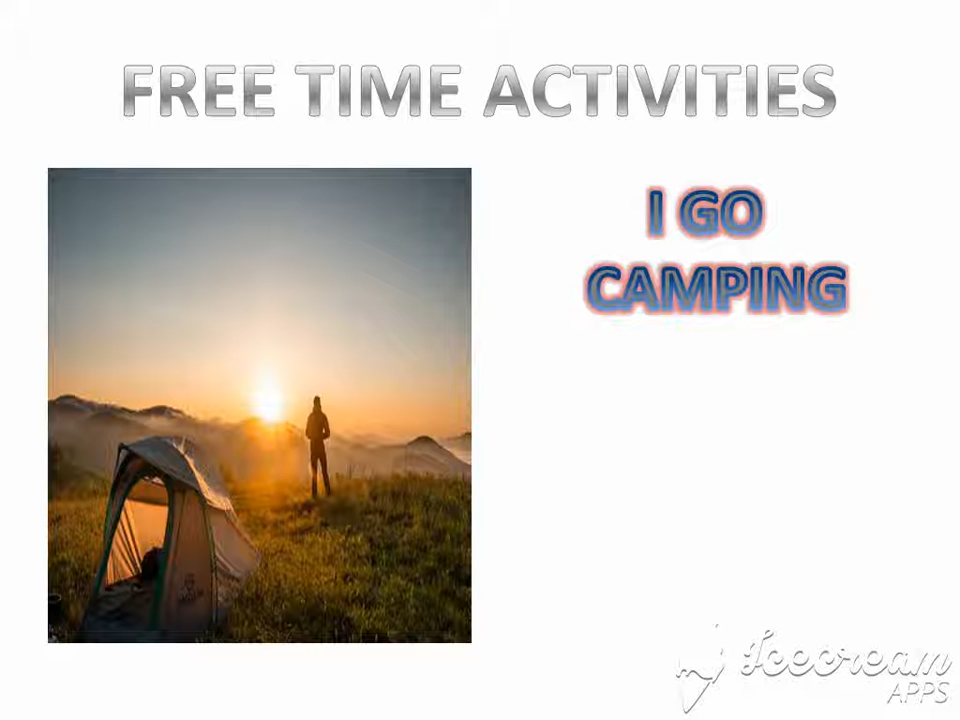 FREE TIME ACTIVITIES
I GO
CAMPING
Icecream
APPS